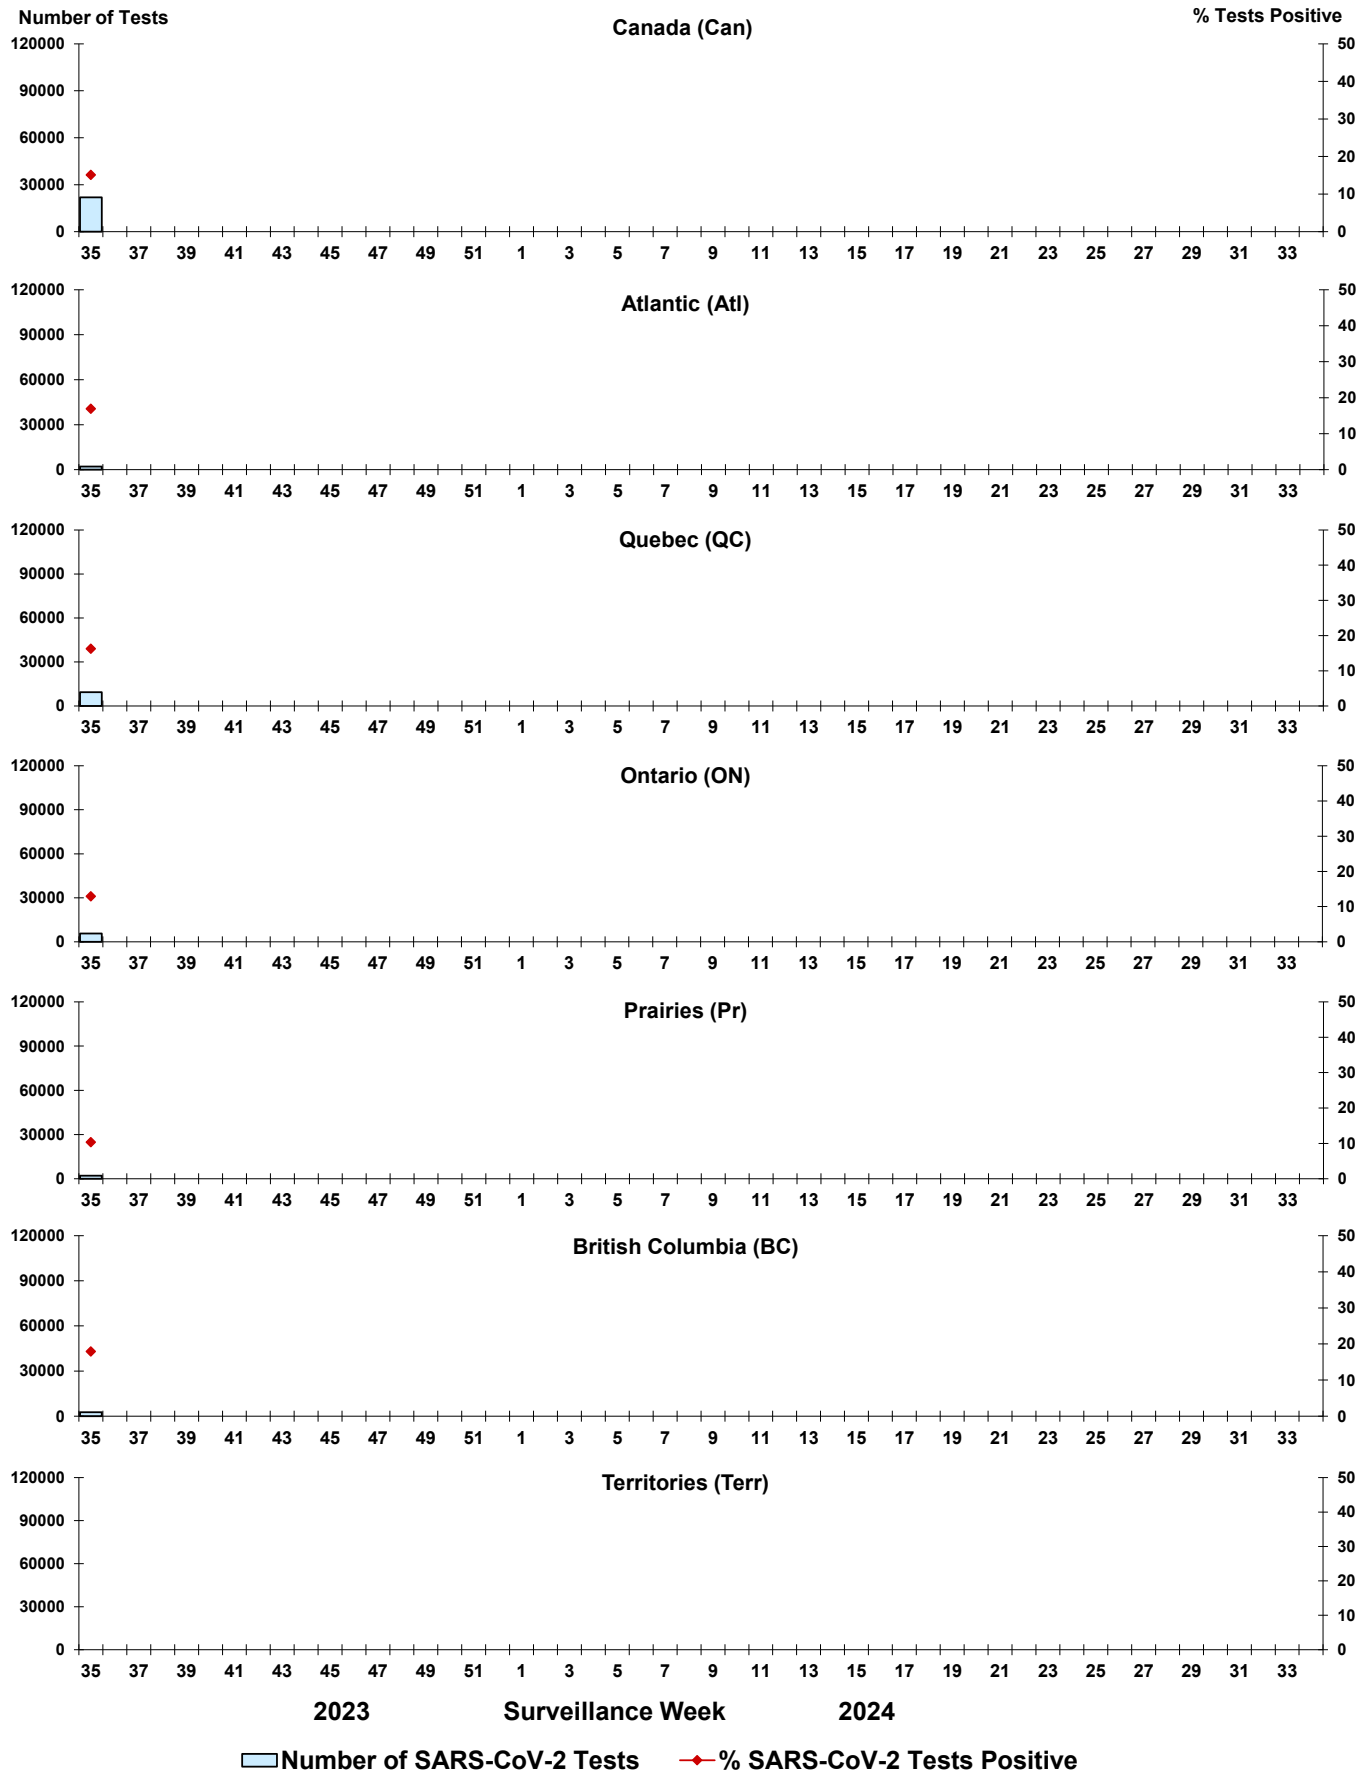 Number of Tests
% Tests Positive
Canada (Can)
120000 90000 60000 30000 0
50 40 30 20 10 0
35 37 39 41 43 45 47 49 51 1 3 5 7 9 11 13 15 17 19 21 23 25 27 29 31 33
Atlantic (Atl)
120000 90000 60000 30000 0
50 40 30 20 10 0
35 37 39 41 43 45 47 49 51 1 3 5 7 9 11 13 15 17 19 21 23 25 27 29 31 33
Quebec (QC)
120000 90000 60000 30000 0
50 40 30 20 10 0
35 37 39 41 43 45 47 49 51 1 3 5 7 9 11 13 15 17 19 21 23 25 27 29 31 33
Ontario (ON)
120000 90000 60000 30000 0
50 40 30 20 10 0
35 37 39 41 43 45 47 49 51 1 3 5 7 9 11 13 15 17 19 21 23 25 27 29 31 33
Prairies (Pr)
120000 90000 60000 30000 0
50 40 30 20 10 0
35 37 39 41 43 45 47 49 51 1 3 5 7 9 11 13 15 17 19 21 23 25 27 29 31 33
British Columbia (BC)
120000 90000 60000 30000 0
50 40 30 20 10 0
35 37 39 41 43 45 47 49 51 1 3 5 7 9 11 13 15 17 19 21 23 25 27 29 31 33
Territories (Terr)
120000 90000 60000 30000 0
50 40 30 20 10 0
35 37 39 41 43 45 47 49 51 1 3 5 7 9 11 13 15 17 19 21 23 25 27 29 31 33
2023 Surveillance Week 2024
Number of SARS-CoV-2 Tests % SARS-CoV-2 Tests Positive